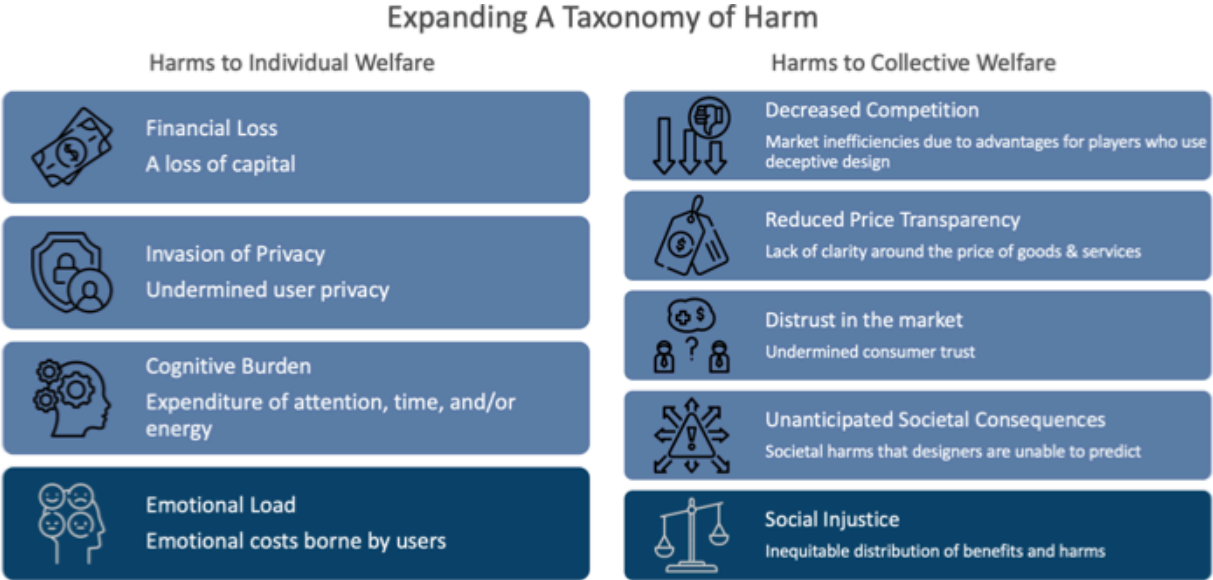 Expanding A Taxonomy of Harm
Harms to Individual Welfare
Financial Loss
A loss of capital
Invasion of Privacy
Undermined user privacy
Cognitive Burden
Expenditure of attention, time, and/or
energy
Emotional Load
Emotional costs borne by users
Harms to Collective Welfare
Decreased Competition
Market inefficiencies due to advantages for players who use
deceptive design
$
Reduced Price Transparency
Lack of clarity around the price of goods & services
Distrust in the market
Undermined consumer trust
Unanticipated Societal Consequences
Societal harms that designers are unable to predict
Social Injustice
Inequitable distribution of benefits and harms